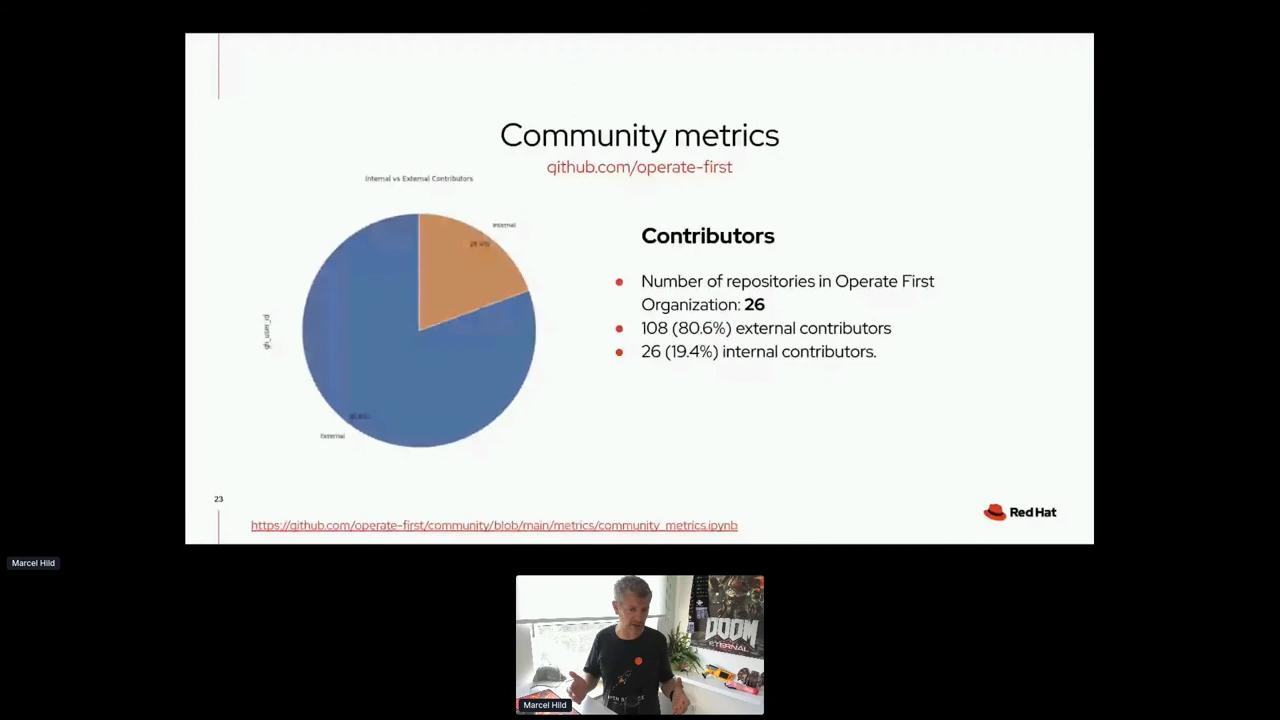 Community metrics
github.com/operate-first
Internal vs External Contributors
Internal
gh_user_id
External
Contributors
Number of repositories in Operate First
Organization: 26
108 (80.6%) external contributors
26 (19.4%) internal contributors.
23
https://github.com/operate-first/community/blob/main/metrics/community_metrics.ipynb
Red Hat
Marcel Hild
DOOM
ETERNAL
Marcel Hild